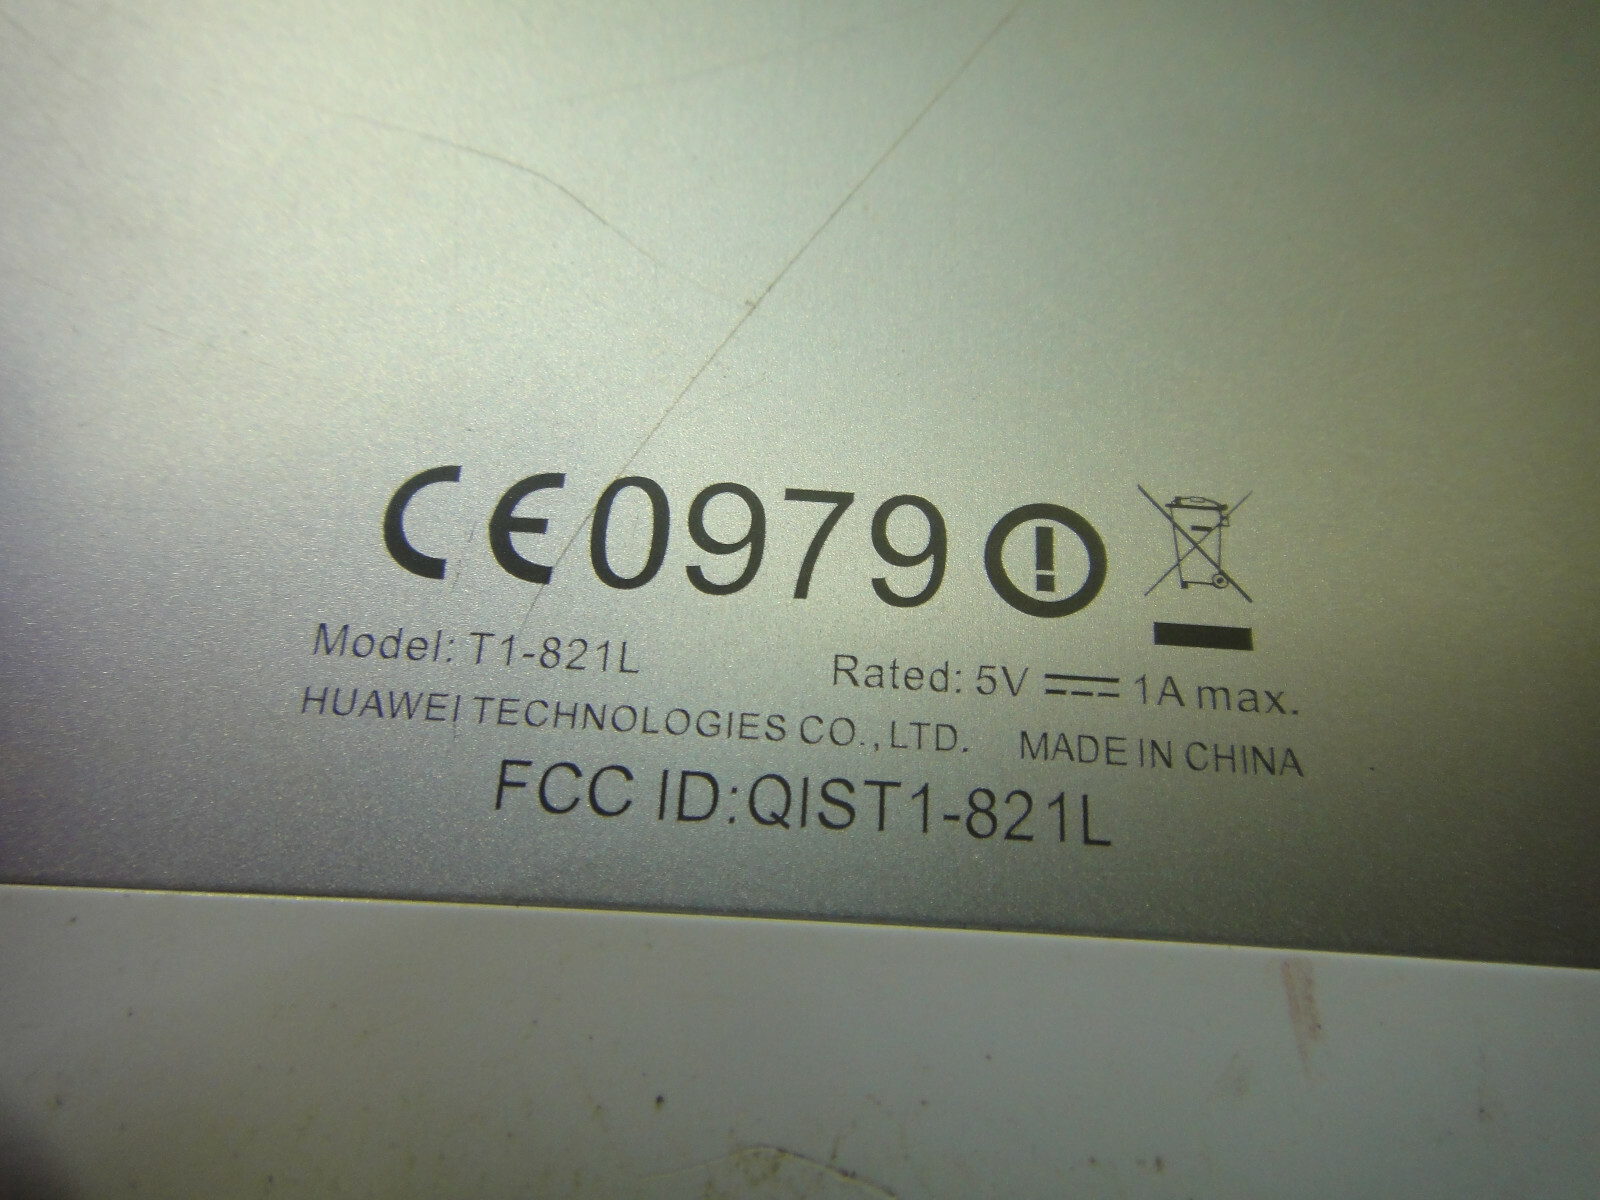 CE0979
Model: T1-821L Rated: 5V 1A max.
HUAWEI TECHNOLOGIES CO.,LTD. MADE IN CHINA
FCC ID:QIST1-821L